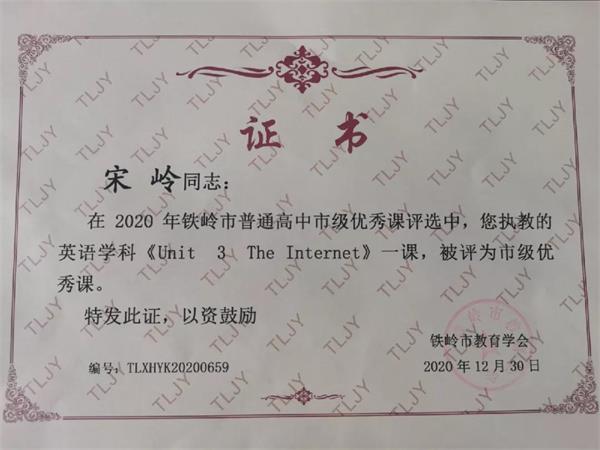 证书
宋岭同志：
在 2020 年铁岭市普通高中市级优秀课评选中，您执教的
英语学科《Unit 3 The Internet》一课，被评为市级优
秀课。
特发此证，以资鼓励
铁岭市教育学会
编号：TLXHYK20200659
2020 年 12 月 30 日
TLJY